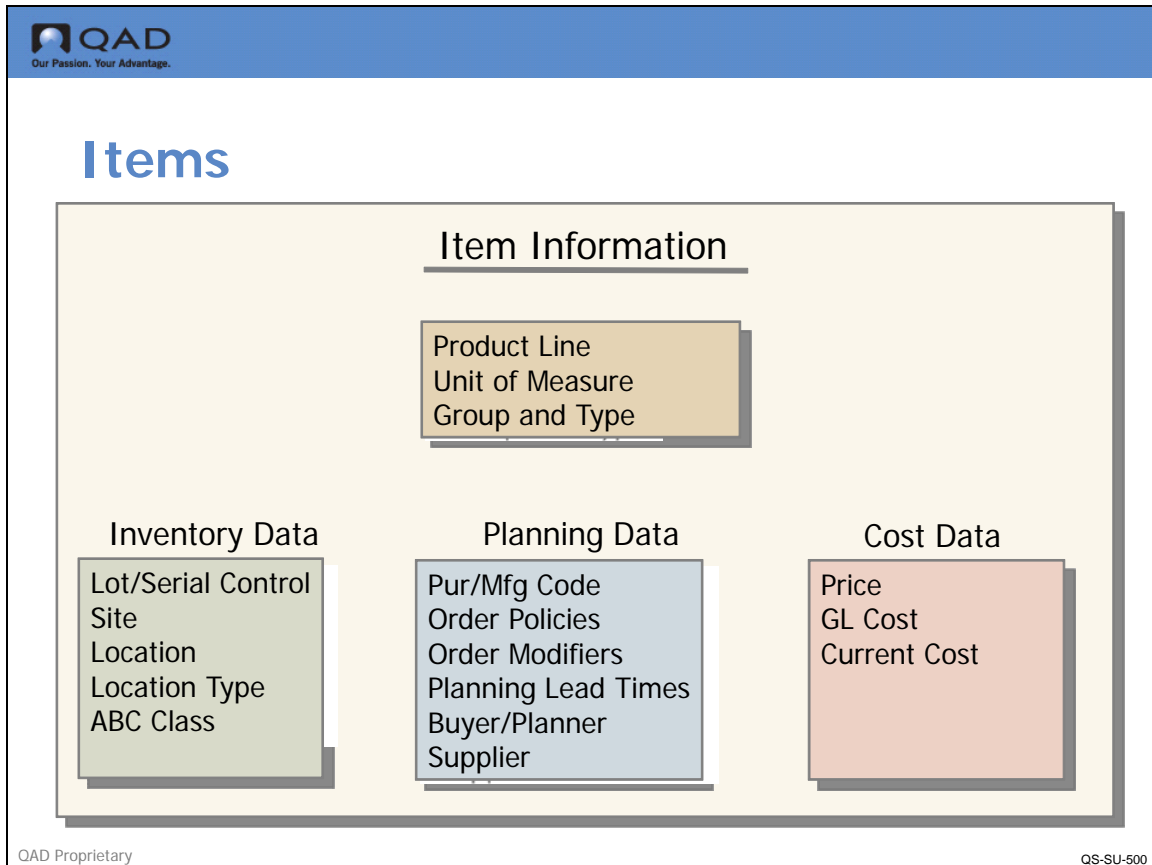 QAD
Our Passion. Your Advantage.
Items
Item Information
Product Line
Unit of Measure
Group and Type
Inventory Data
Lot/Serial Control
Site
Location
Location Type
ABC Class
Planning Data
Pur/Mfg Code
Order Policies
Order Modifiers
Planning Lead Times
Buyer/Planner
Supplier
Cost Data
Price
GL Cost
Current Cost
QAD Proprietary
QS-SU-500